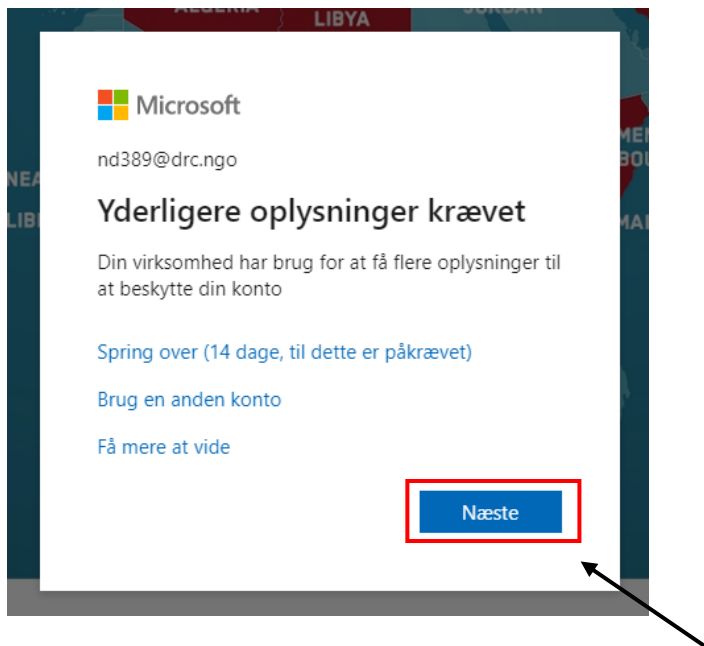 ALGERIA
LIBYA
JORDAN
Microsoft
nd389@drc.ngo
Yderligere oplysninger krævet
Din virksomhed har brug for at få flere oplysninger til
at beskytte din konto
Spring over (14 dage, til dette er påkrævet)
Brug en anden konto
Få mere at vide
Næste